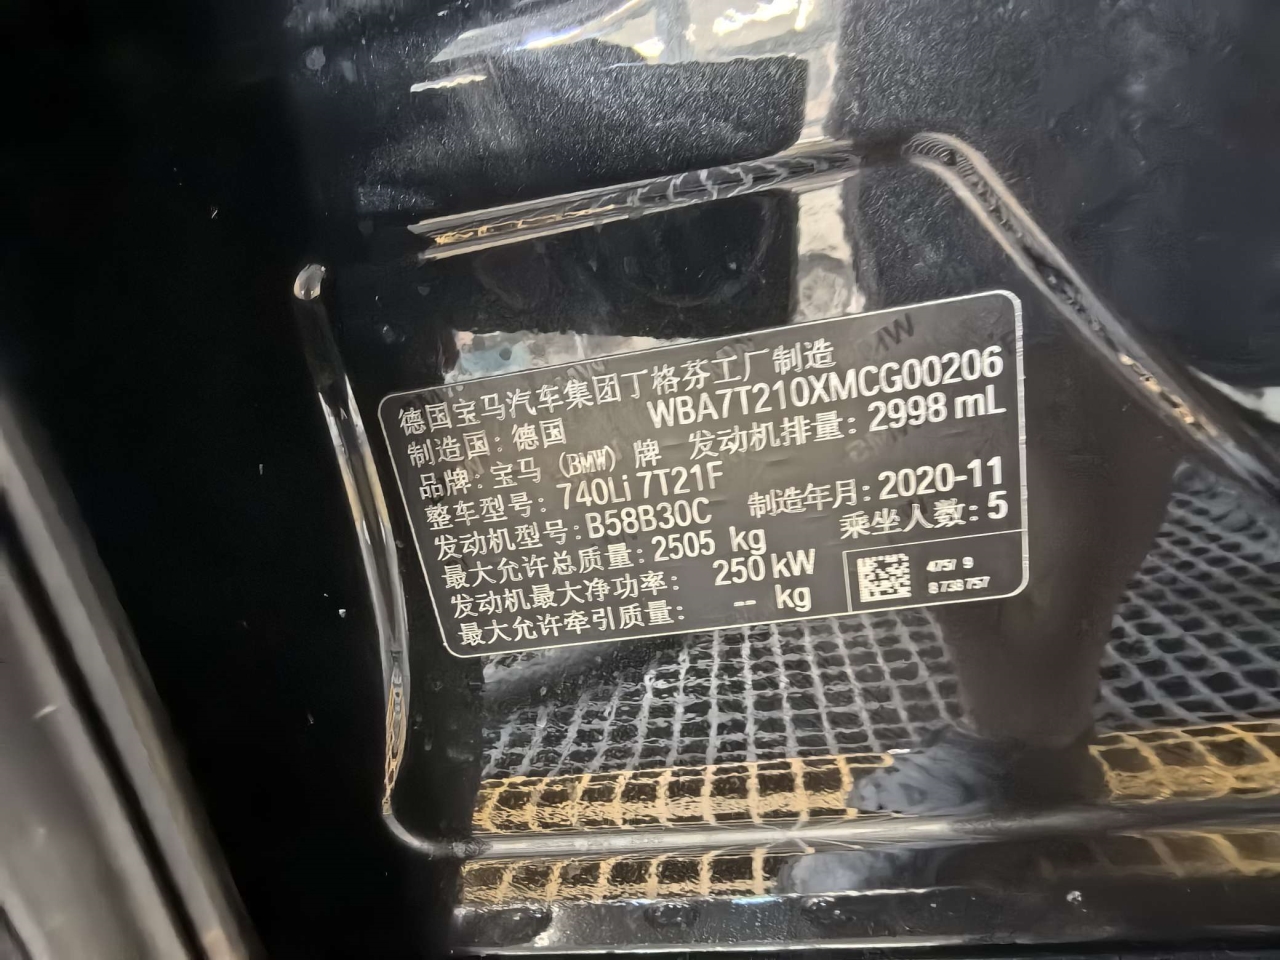 德国宝马汽车集团丁格芬工厂制造
制造国：德国 WBA7T210XMCG00206
品牌：宝马（BMW）牌 发动机排量：2998 mL
整车型号：740Li 7T21F
发动机型号：B58B30C 制造年月：2020-11
最大允许总质量：2505 kg 乘坐人数：5
发动机最大净功率： 250 kW
最大允许牵引质量： -- kg
8738757